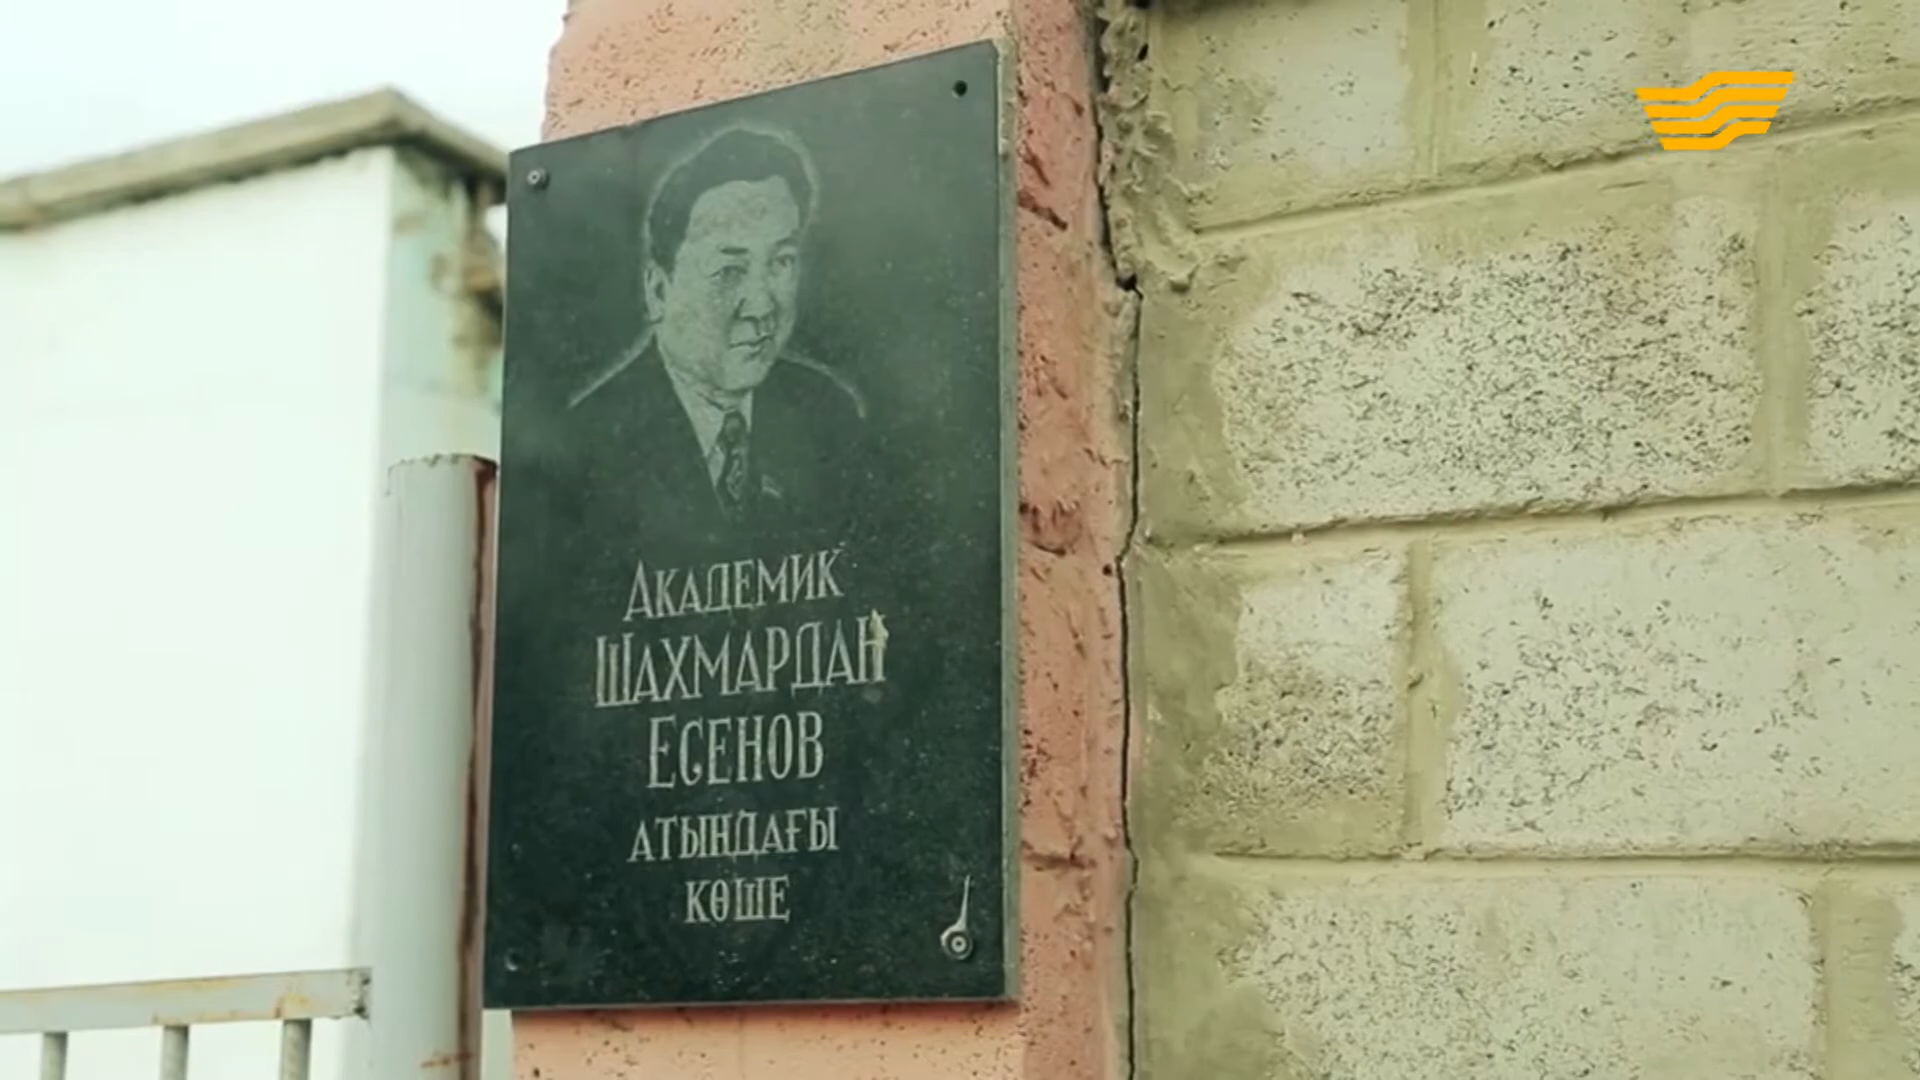 Академик
Шахмардан
Есенов
атындағы
көше